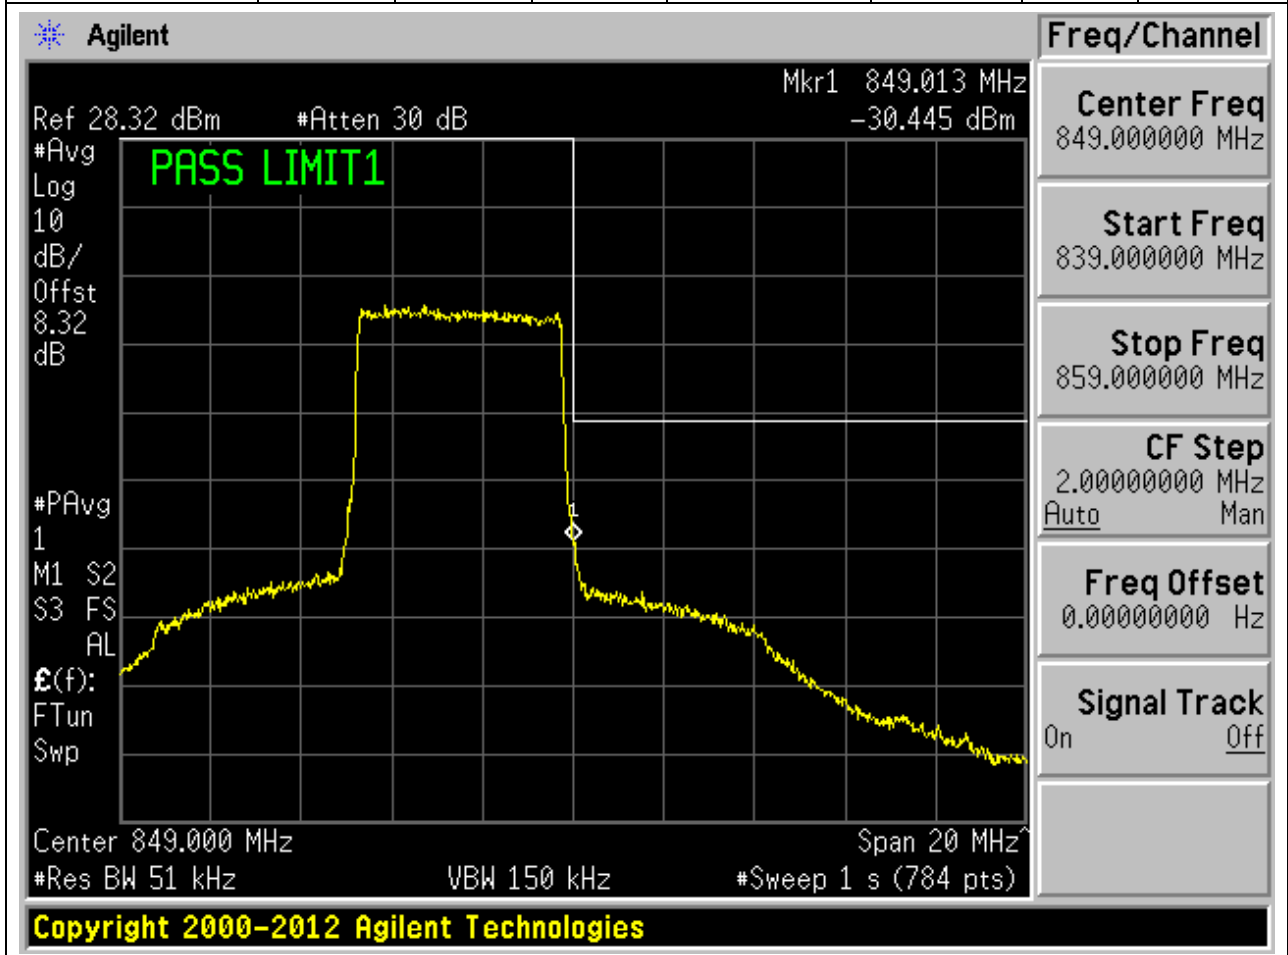 Agilent
Freq/Channel
Mkr1 849.013 MHz
Ref 28.32 dBm #Atten 30 dB -30.445 dBm
#Avg
Log
10
dB/
Offst
8.32
dB
PASS LIMIT1
1
#PAvg
1
M1 S2
S3 FS
AL
£(f):
FTun
Swp
Center 849.000 MHz Span 20 MHz^
#Res BW 51 kHz VBW 150 kHz #Sweep 1 s (784 pts)
Copyright 2000-2012 Agilent Technologies
Center Freq
849.000000 MHz
Start Freq
839.000000 MHz
Stop Freq
859.000000 MHz
CF Step
2.00000000 MHz
Auto Man
Freq Offset
0.00000000 Hz
Signal Track
On Off